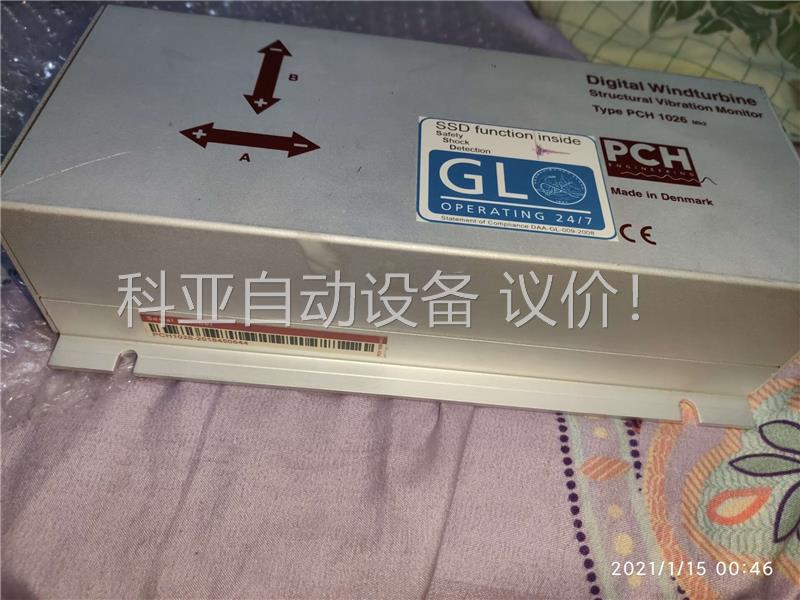 B
A
Digital Windturbine
Structural Vibration Monitor
Type PCH 1026 Mk2
SSD function inside
Safety
Shock
Detection
GL
OPERATING 24/7
Statement of Compliance DAA-GL-009-2008
PCH
ENGINEERING
Made in Denmark
CE
科亚自动设备 议价！
Serial
2021/1/15 00:46